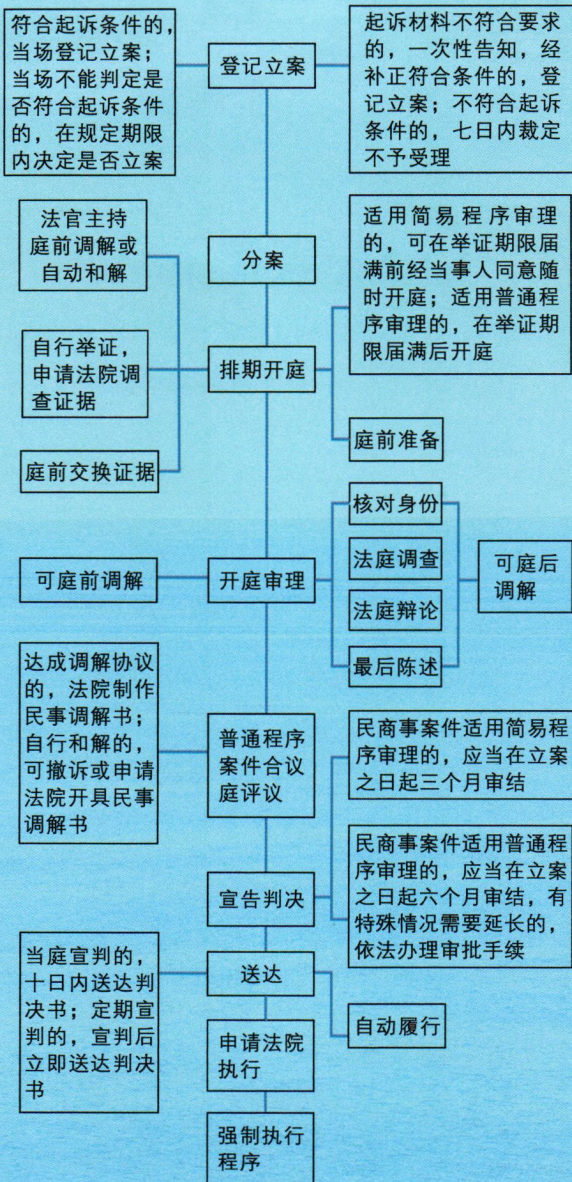 符合起诉条件的，
当场登记立案；
当场不能判定是
否符合起诉条件
的，在规定期限
内决定是否立案
登记立案
起诉材料不符合要求
的，一次性告知，经
补正符合条件的，登
记立案；不符合起诉
条件的，七日内裁定
不予受理
法官主持
庭前调解或
自动和解
分案
适用简易程序审理
的，可在举证期限届
满前经当事人同意随
时开庭；适用普通程
序审理的，在举证期
限届满后开庭
自行举证，
申请法院调
查证据
排期开庭
庭前交换证据
庭前准备
可庭前调解
开庭审理
核对身份
法庭调查
法庭辩论
最后陈述
可庭后
调解
达成调解协议
的，法院制作
民事调解书；
自行和解的，
可撤诉或申请
法院开具民事
调解书
普通程序
案件合议
庭评议
民商事案件适用简易程
序审理的，应当在立案
之日起三个月审结
民商事案件适用普通程
序审理的，应当在立案
之日起六个月审结，有
特殊情况需要延长的，
依法办理审批手续
宣告判决
当庭宣判的，
十日内送达判
决书；定期宣
判的，宣判后
立即送达判决
书
送达
自动履行
申请法院
执行
强制执行
程序